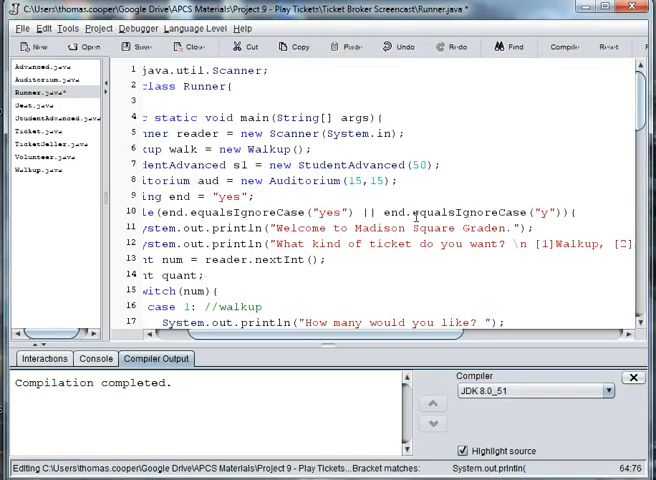 C:\Users\thomas.cooper\Google Drive\APCS Materials\Project 9 - Play Tickets\Ticket Broker Screencast\Runner.java *
File Edit Tools Project Debugger Language Level Help
New Open Save Close Cut Copy Paste Undo Redo Find Compile Reset
Advanced.java
Auditorium.java
Runner.java*
Seat.java
StudentAdvanced.java
Ticket.java
TicketSeller.java
Volunteer.java
Walkup.java
1 java.util.Scanner;
2 class Runner{
3
4 c static void main(String[] args){
5 nner reader = new Scanner(System.in);
6 kup walk = new Walkup();
7 dentAdvanced s1 = new StudentAdvanced(50);
8 itorium aud = new Auditorium(15,15);
9 ing end = "yes";
10 le(end.equalsIgnoreCase("yes") || end.equalsIgnoreCase("y")){
11 ystem.out.println("Welcome to Madison Square Graden.");
12 ystem.out.println("What kind of ticket do you want? \n [1]Walkup, [2]
13 nt num = reader.nextInt();
14 nt quant;
15 witch(num){
16 case 1: //walkup
17 System.out.println("How many would you like? ");
Interactions Console Compiler Output
Compilation completed.
Compiler
JDK 8.0_51
Highlight source
Editing C:\Users\thomas.cooper\Google Drive\APCS Materials\Project 9 - Play Tickets... Bracket matches: System.out.println( 64:76